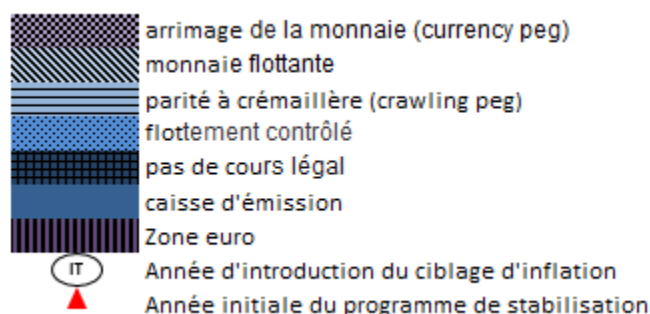 arrimage de la monnaie (currency peg)
monnaie flottante
parité à crémaillère (crawling peg)
flottement contrôlé
pas de cours légal
caisse d'émission
Zone euro
IT Année d'introduction du ciblage d'inflation
Année initiale du programme de stabilisation